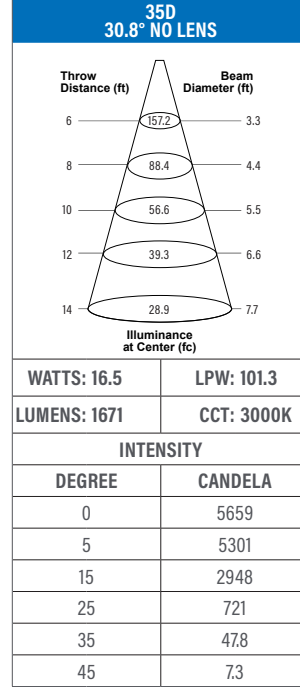 35D
30.8° NO LENS
Throw Distance (ft)
Beam Diameter (ft)
6 157.2 3.3
8 88.4 4.4
10 56.6 5.5
12 39.3 6.6
14 28.9 7.7
Illuminance
at Center (fc)
WATTS: 16.5 LPW: 101.3
LUMENS: 1671 CCT: 3000K
INTENSITY
DEGREE CANDELA
0 5659
5 5301
15 2948
25 721
35 47.8
45 7.3